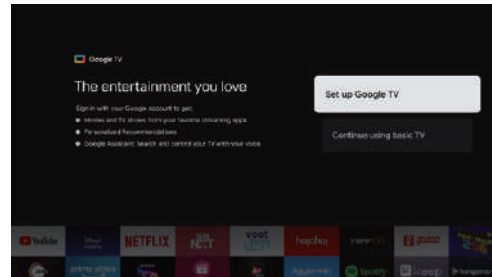 Google TV
The entertainment you love
Sign in with your Google account to get:
Movies and TV shows from your favorite streaming apps
Personalized Recommendations
Google Assistant Search and control your TV with your voice
Set up Google TV
Continue using basic TV
YouTube
NETFLIX
voot
hoichoi
prime video
Spotify
hungama